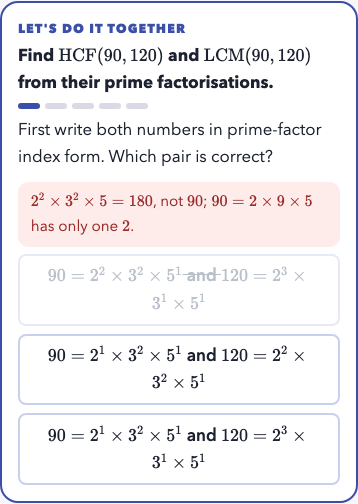 LET'S DO IT TOGETHER
Find HCF(90, 120) and LCM(90, 120)
from their prime factorisations.
First write both numbers in prime-factor
index form. Which pair is correct?
2² × 3² × 5 = 180, not 90; 90 = 2 × 9 × 5
has only one 2.
90 = 2² × 3² × 5¹ and 120 = 2³ ×
3¹ × 5¹
90 = 2¹ × 3² × 5¹ and 120 = 2² ×
3² × 5¹
90 = 2¹ × 3² × 5¹ and 120 = 2³ ×
3¹ × 5¹